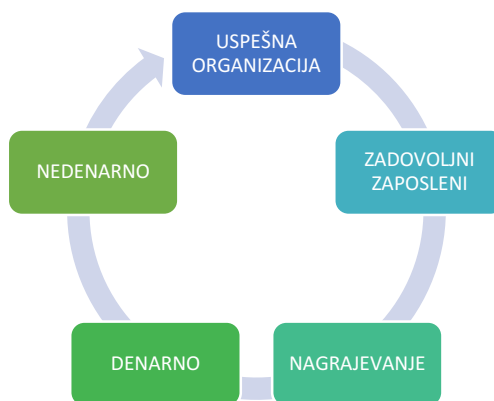 USPEŠNA
ORGANIZACIJA
ZADOVOLJNI
ZAPOSLENI
NAGRAJEVANJE
DENARNO
NEDENARNO